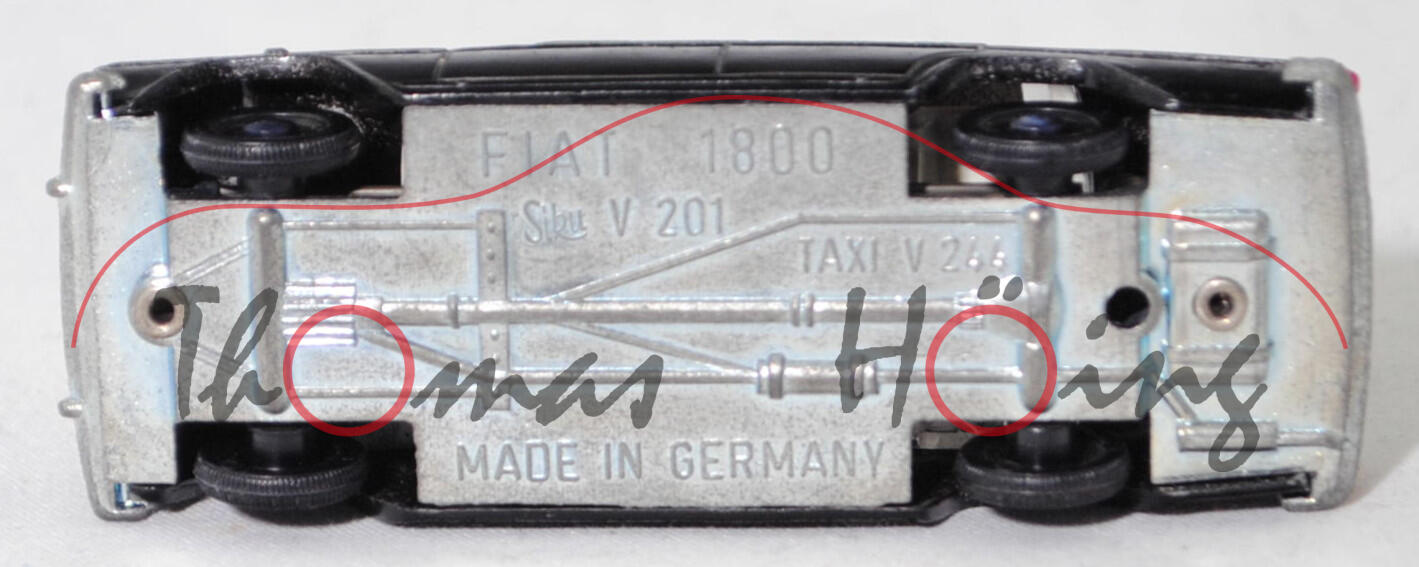 FIAT 1800
Siku V 201
TAXI V 244
Thomas Höing
MADE IN GERMANY